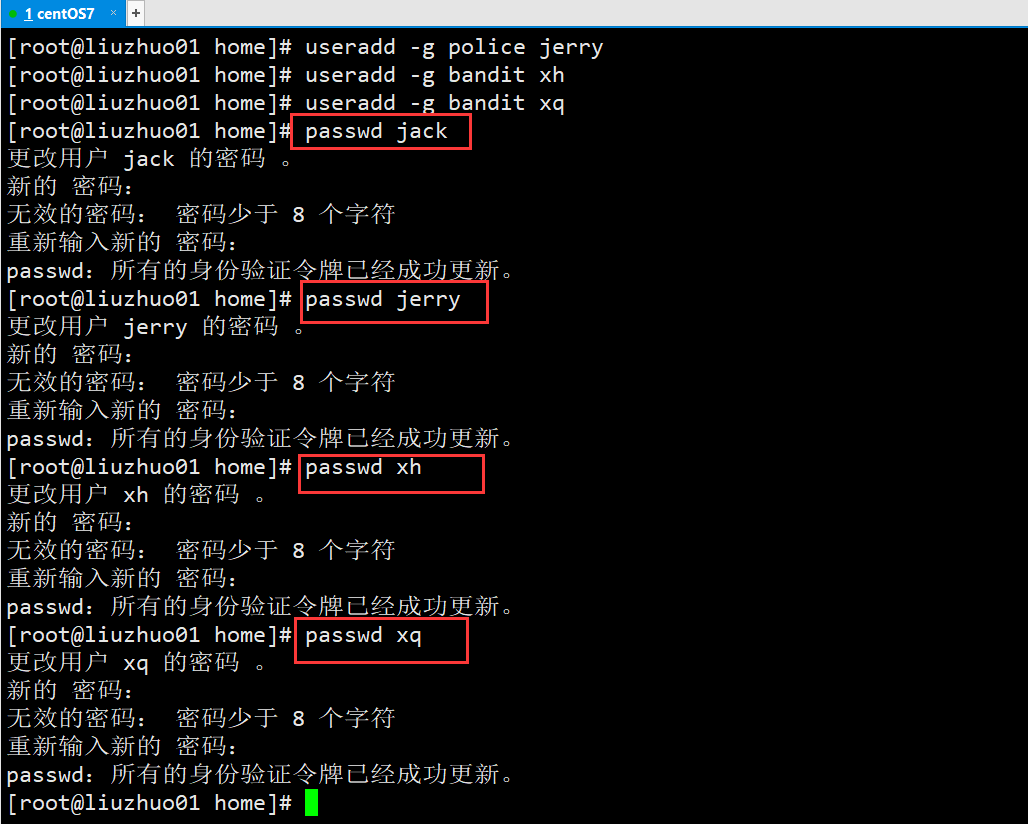 1 centOS7 × +
[root@liuzhuo01 home]# useradd -g police jerry
[root@liuzhuo01 home]# useradd -g bandit xh
[root@liuzhuo01 home]# useradd -g bandit xq
[root@liuzhuo01 home]# passwd jack
更改用户 jack 的密码 。
新的 密码：
无效的密码： 密码少于 8 个字符
重新输入新的 密码：
passwd：所有的身份验证令牌已经成功更新。
[root@liuzhuo01 home]# passwd jerry
更改用户 jerry 的密码 。
新的 密码：
无效的密码： 密码少于 8 个字符
重新输入新的 密码：
passwd：所有的身份验证令牌已经成功更新。
[root@liuzhuo01 home]# passwd xh
更改用户 xh 的密码 。
新的 密码：
无效的密码： 密码少于 8 个字符
重新输入新的 密码：
passwd：所有的身份验证令牌已经成功更新。
[root@liuzhuo01 home]# passwd xq
更改用户 xq 的密码 。
新的 密码：
无效的密码： 密码少于 8 个字符
重新输入新的 密码：
passwd：所有的身份验证令牌已经成功更新。
[root@liuzhuo01 home]#